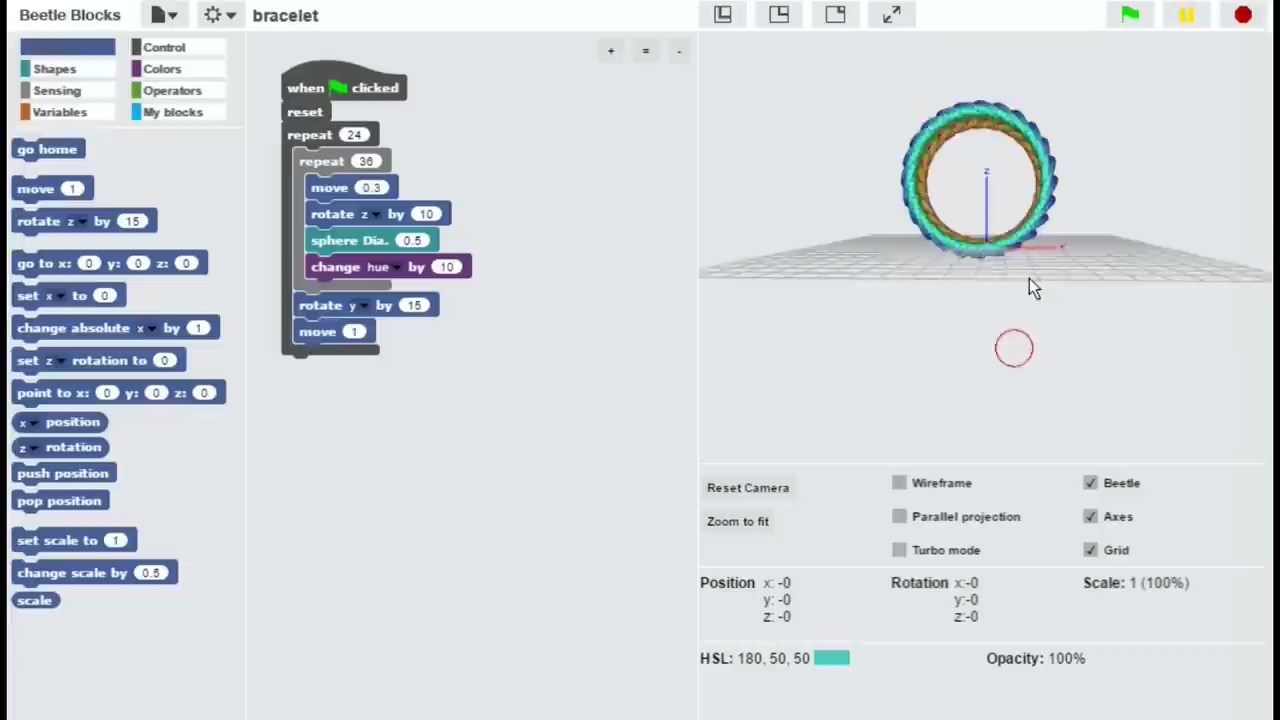 Beetle Blocks
bracelet
Control
Shapes
Colors
Sensing
Operators
Variables
My blocks
go home
move 1
rotate z by 15
go to x: 0 y: 0 z: 0
set x to 0
change absolute x by 1
set z rotation to 0
point to x: 0 y: 0 z: 0
x position
z rotation
push position
pop position
set scale to 1
change scale by 0.5
scale
+ = -
when clicked
reset
repeat 24
repeat 36
move 0.3
rotate z by 10
sphere Dia. 0.5
change hue by 10
rotate y by 15
move 1
z
x
Reset Camera
Zoom to fit
Wireframe
Parallel projection
Turbo mode
Beetle
Axes
Grid
Position x: -0
y: -0
z: -0
Rotation x:-0
y:-0
z:-0
Scale: 1 (100%)
HSL: 180, 50, 50
Opacity: 100%